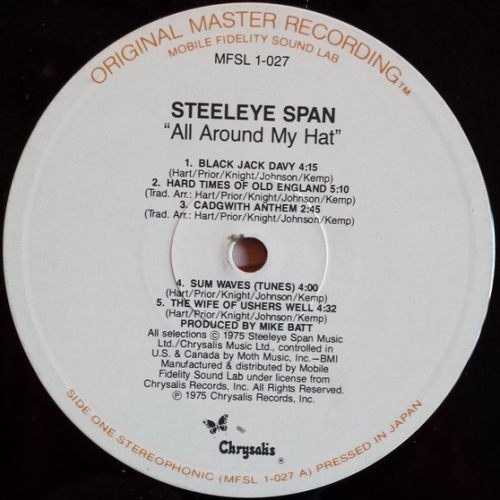 ORIGINAL MASTER RECORDING™
MOBILE FIDELITY SOUND LAB
MFSL 1-027
STEELEYE SPAN
"All Around My Hat"
1. BLACK JACK DAVY 4:15
(Hart/Prior/Knight/Johnson/Kemp)
2. HARD TIMES OF OLD ENGLAND 5:10
(Trad. Arr.: Hart/Prior/Knight/Johnson/Kemp)
3. CADGWITH ANTHEM 2:45
(Trad. Arr.: Hart/Prior/Knight/Johnson/Kemp)
4. SUM WAVES (TUNES) 4:00
(Hart/Prior/Knight/Johnson/Kemp)
5. THE WIFE OF USHERS WELL 4:32
(Hart/Prior/Knight/Johnson/Kemp)
PRODUCED BY MIKE BATT
All selections © 1975 Steeleye Span Music
Ltd./Chrysalis Music Ltd., controlled in
U.S. & Canada by Moth Music, Inc.—BMI
Manufactured & distributed by Mobile
Fidelity Sound Lab under license from
Chrysalis Records, Inc. All Rights Reserved.
℗ 1975 Chrysalis Records, Inc.
Chrysalis®
SIDE ONE STEREOPHONIC (MFSL 1-027 A) PRESSED IN JAPAN